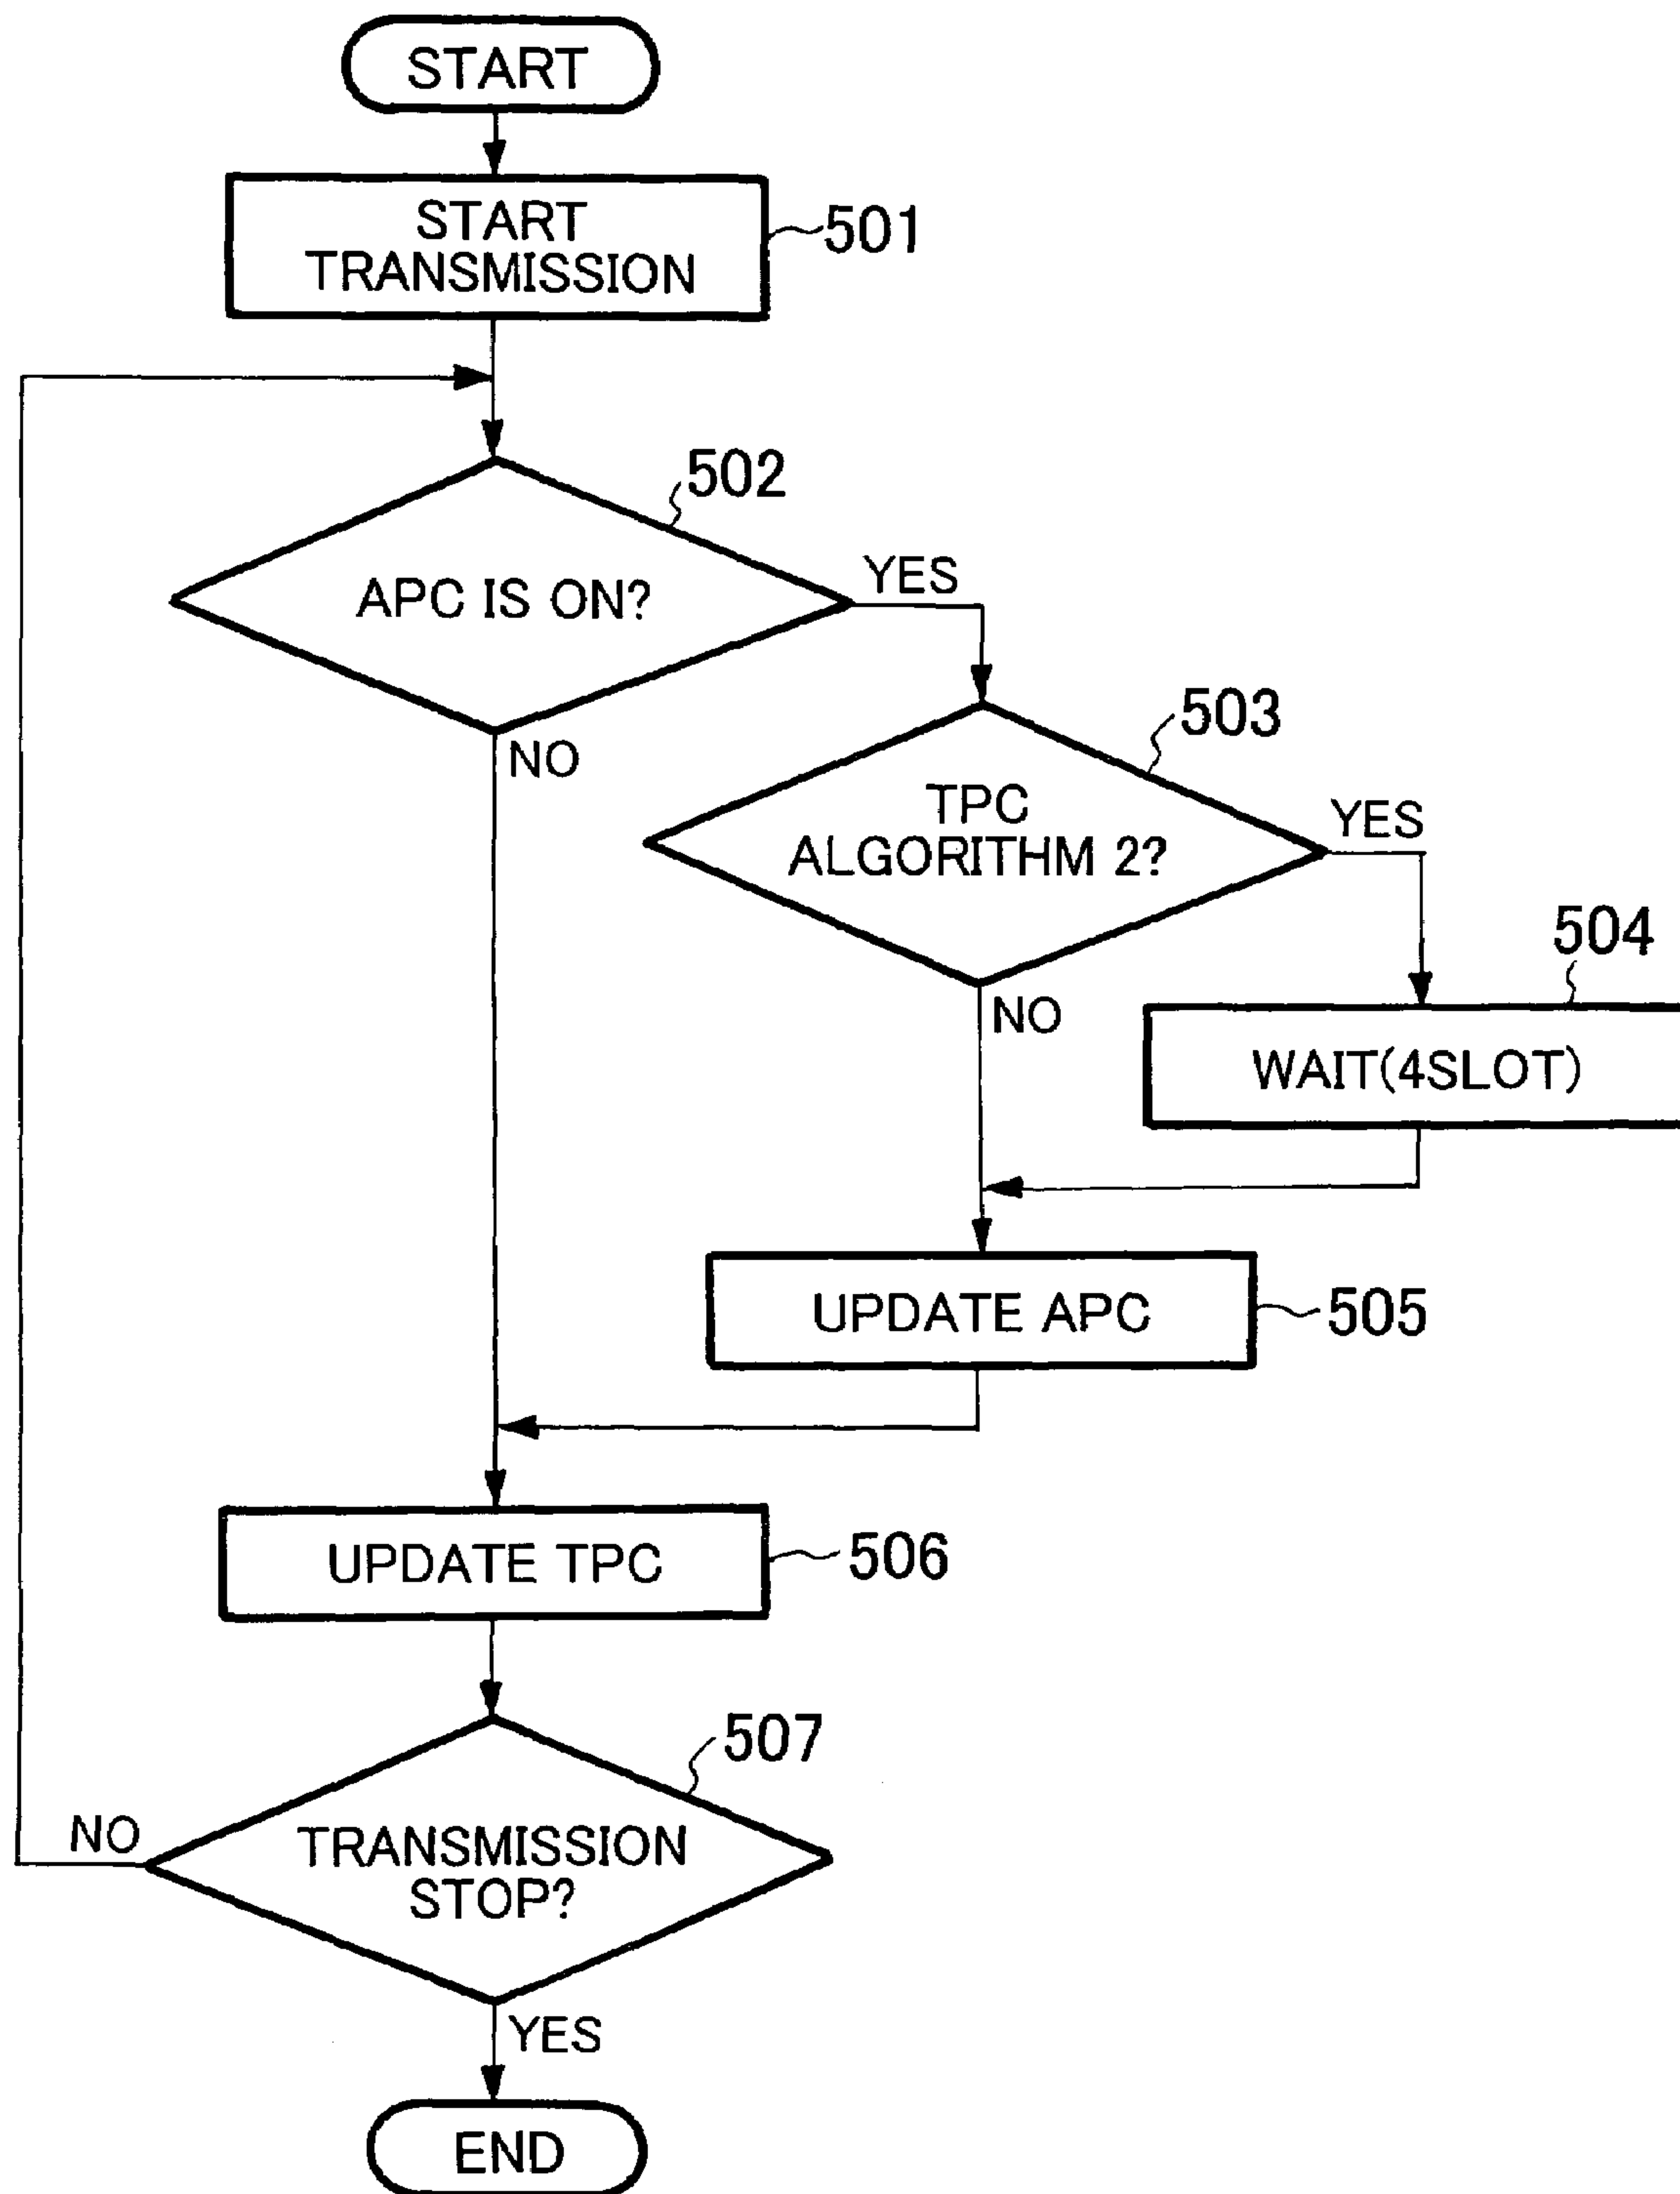 START
START
TRANSMISSION
501
502
APC IS ON?
YES
NO
503
TPC
ALGORITHM 2?
YES
NO
504
WAIT(4SLOT)
UPDATE APC
505
UPDATE TPC
506
507
TRANSMISSION
STOP?
NO
YES
END